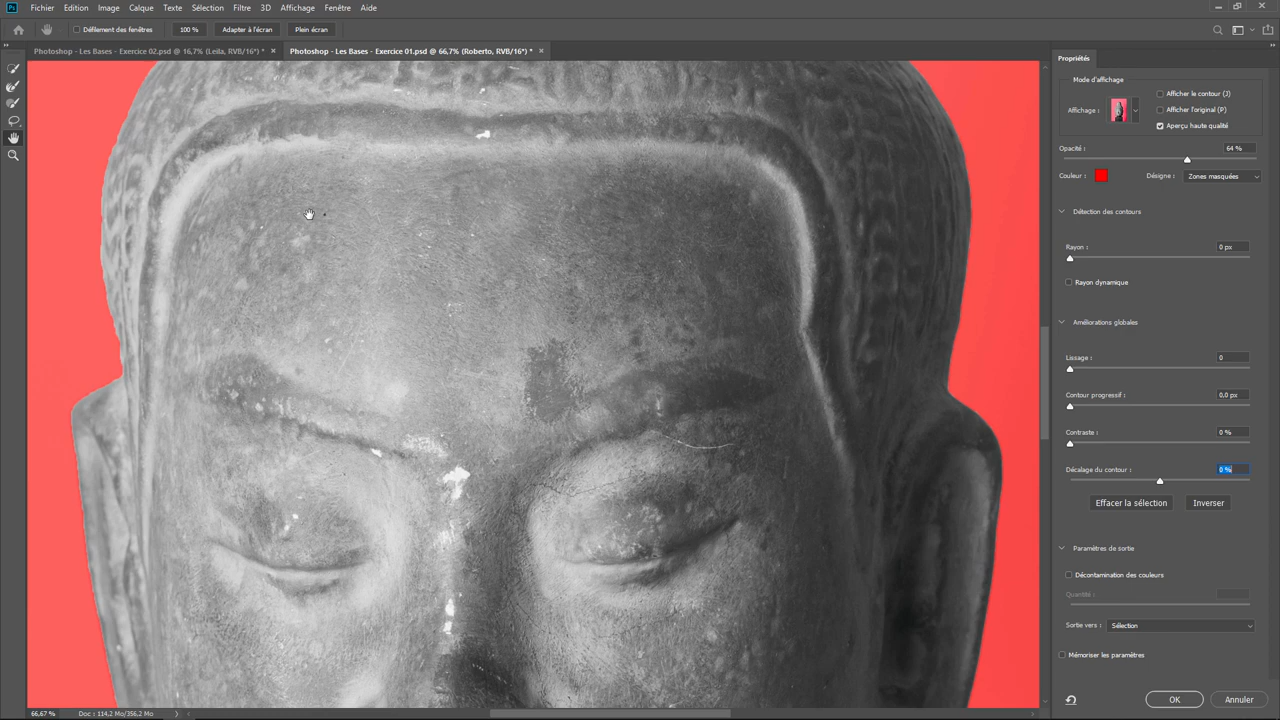 Ps Fichier Edition Image Calque Texte Sélection Filtre 3D Affichage Fenêtre Aide
Défilement des fenêtres 100 % Adapter à l'écran Plein écran
Photoshop - Les Bases - Exercice 02.psd @ 16,7% (Leila, RVB/16*) * × Photoshop - Les Bases - Exercice 01.psd @ 66,7% (Roberto, RVB/16*) * ×
Propriétés
Mode d'affichage
Affichage :
Afficher le contour (J)
Afficher l'original (P)
Aperçu haute qualité
Opacité : 64 %
Couleur : Désigne : Zones masquées
Détection des contours
Rayon : 0 px
Rayon dynamique
Améliorations globales
Lissage : 0
Contour progressif : 0,0 px
Contraste : 0 %
Décalage du contour : 0 %
Effacer la sélection Inverser
Paramètres de sortie
Décontamination des couleurs
Quantité :
Sortie vers : Sélection
Mémoriser les paramètres
OK Annuler
66,67 % Doc : 114,2 Mo/356,2 Mo